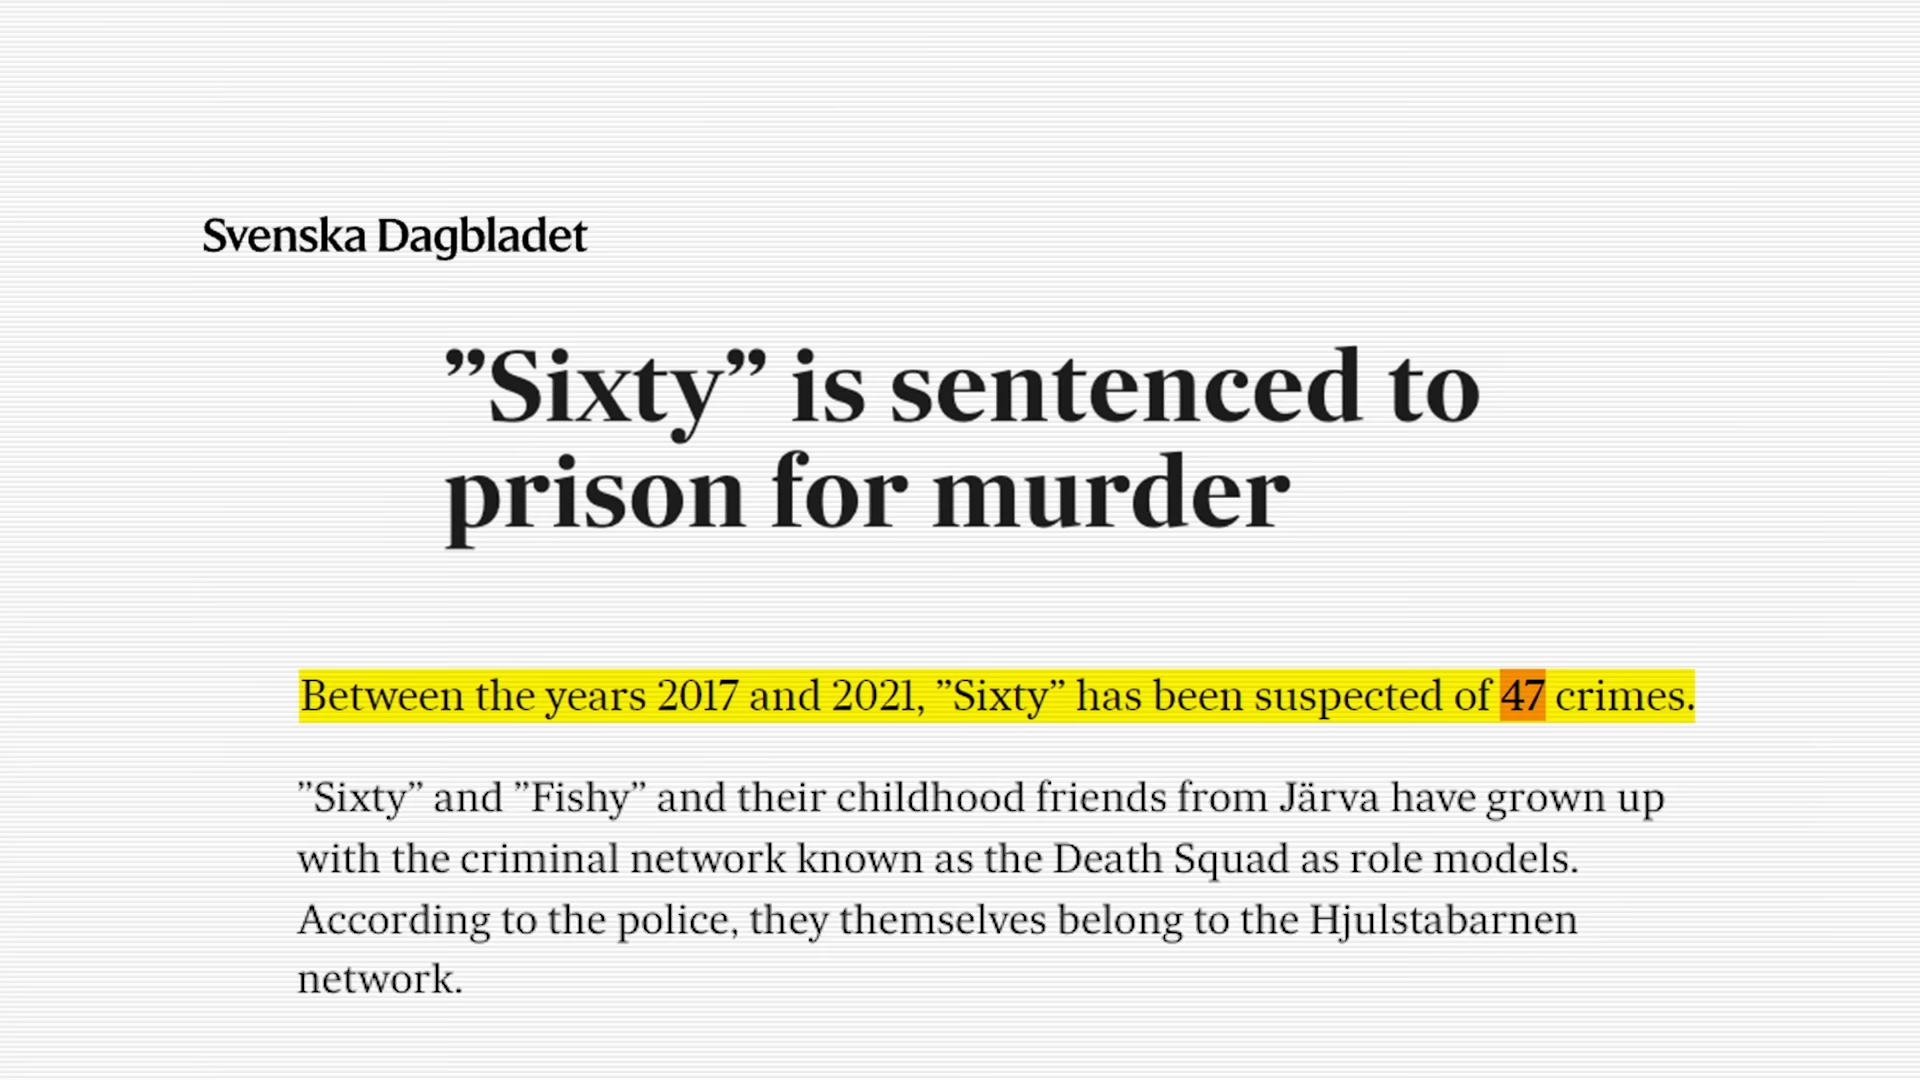 Svenska Dagbladet
”Sixty” is sentenced to
prison for murder
Between the years 2017 and 2021, ”Sixty” has been suspected of 47 crimes.
”Sixty” and ”Fishy” and their childhood friends from Järva have grown up
with the criminal network known as the Death Squad as role models.
According to the police, they themselves belong to the Hjulstabarnen
network.